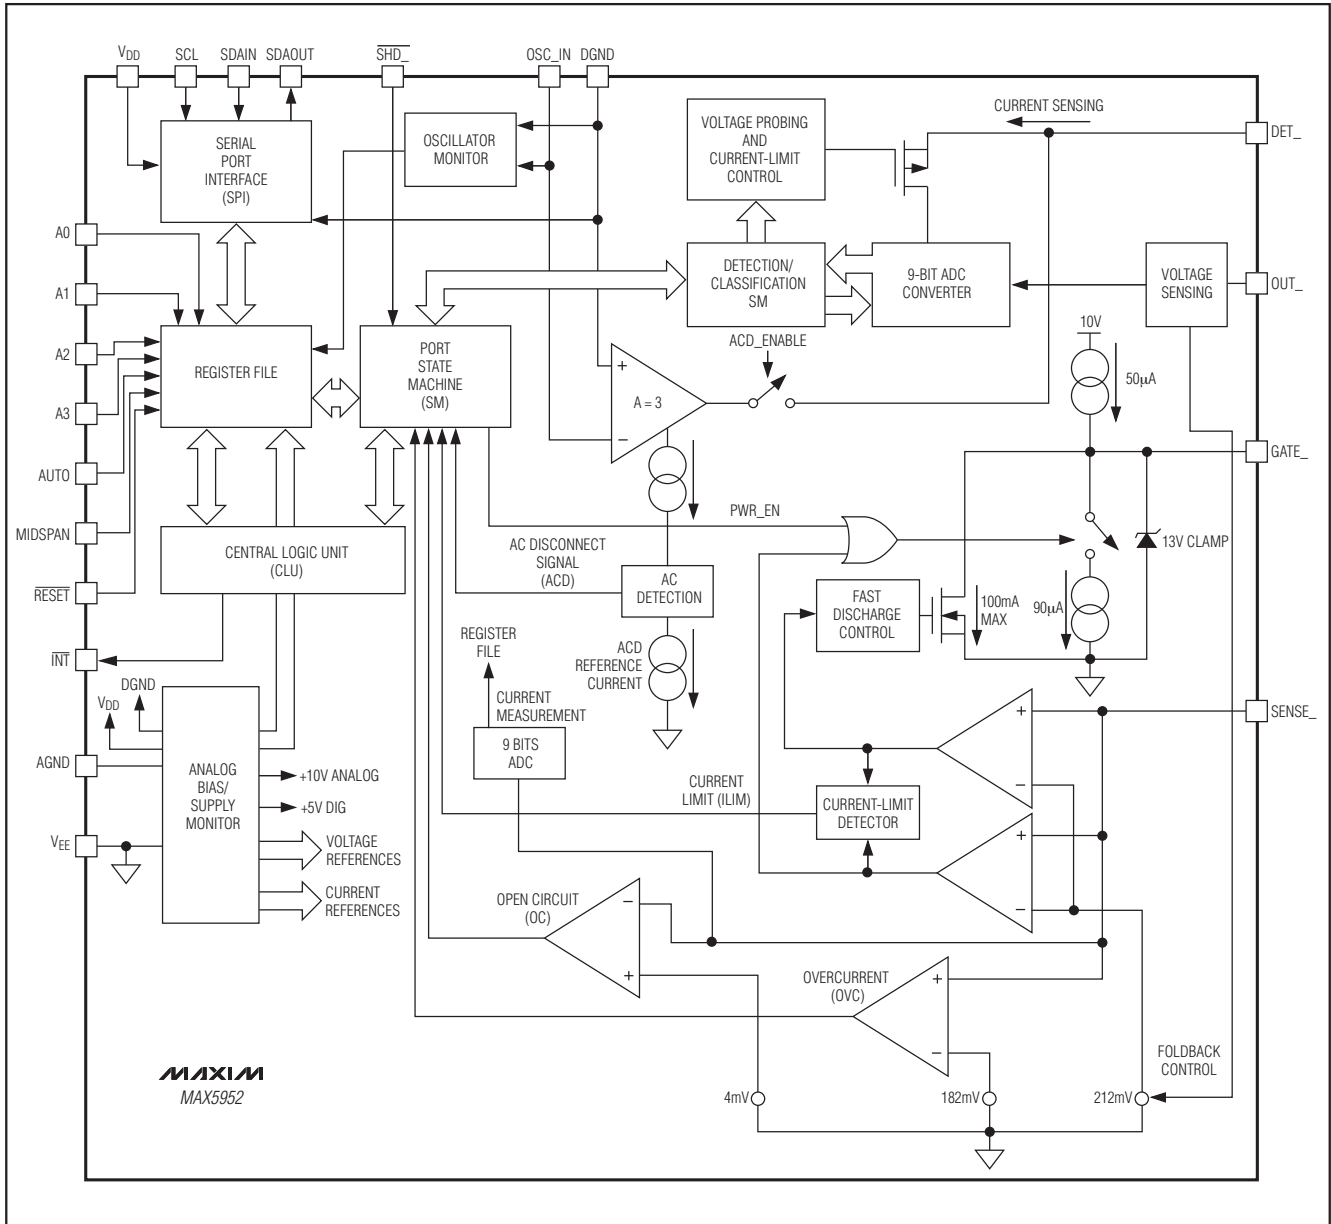 VDD
SCL
SDAIN
SDAOUT
SHD_
OSC_IN
DGND
SERIAL
PORT
INTERFACE
(SPI)
OSCILLATOR
MONITOR
VOLTAGE PROBING
AND
CURRENT-LIMIT
CONTROL
CURRENT SENSING
DET_
A0
A1
A2
A3
AUTO
MIDSPAN
RESET
INT
REGISTER FILE
PORT
STATE
MACHINE
(SM)
DETECTION/
CLASSIFICATION
SM
9-BIT ADC
CONVERTER
VOLTAGE
SENSING
OUT_
ACD_ENABLE
+
A = 3
−
10V
50µA
GATE_
CENTRAL LOGIC UNIT
(CLU)
PWR_EN
AC DISCONNECT
SIGNAL
(ACD)
AC
DETECTION
13V CLAMP
FAST
DISCHARGE
CONTROL
100mA
MAX
90µA
REGISTER
FILE
ACD
REFERENCE
CURRENT
CURRENT
MEASUREMENT
9 BITS
ADC
DGND
VDD
AGND
VEE
ANALOG
BIAS/
SUPPLY
MONITOR
+10V ANALOG
+5V DIG
VOLTAGE
REFERENCES
CURRENT
REFERENCES
CURRENT
LIMIT (ILIM)
CURRENT-LIMIT
DETECTOR
+
−
+
−
SENSE_
OPEN CIRCUIT
(OC)
−
+
OVERCURRENT
(OVC)
+
−
FOLDBACK
CONTROL
4mV
182mV
212mV
MAXIM
MAX5952